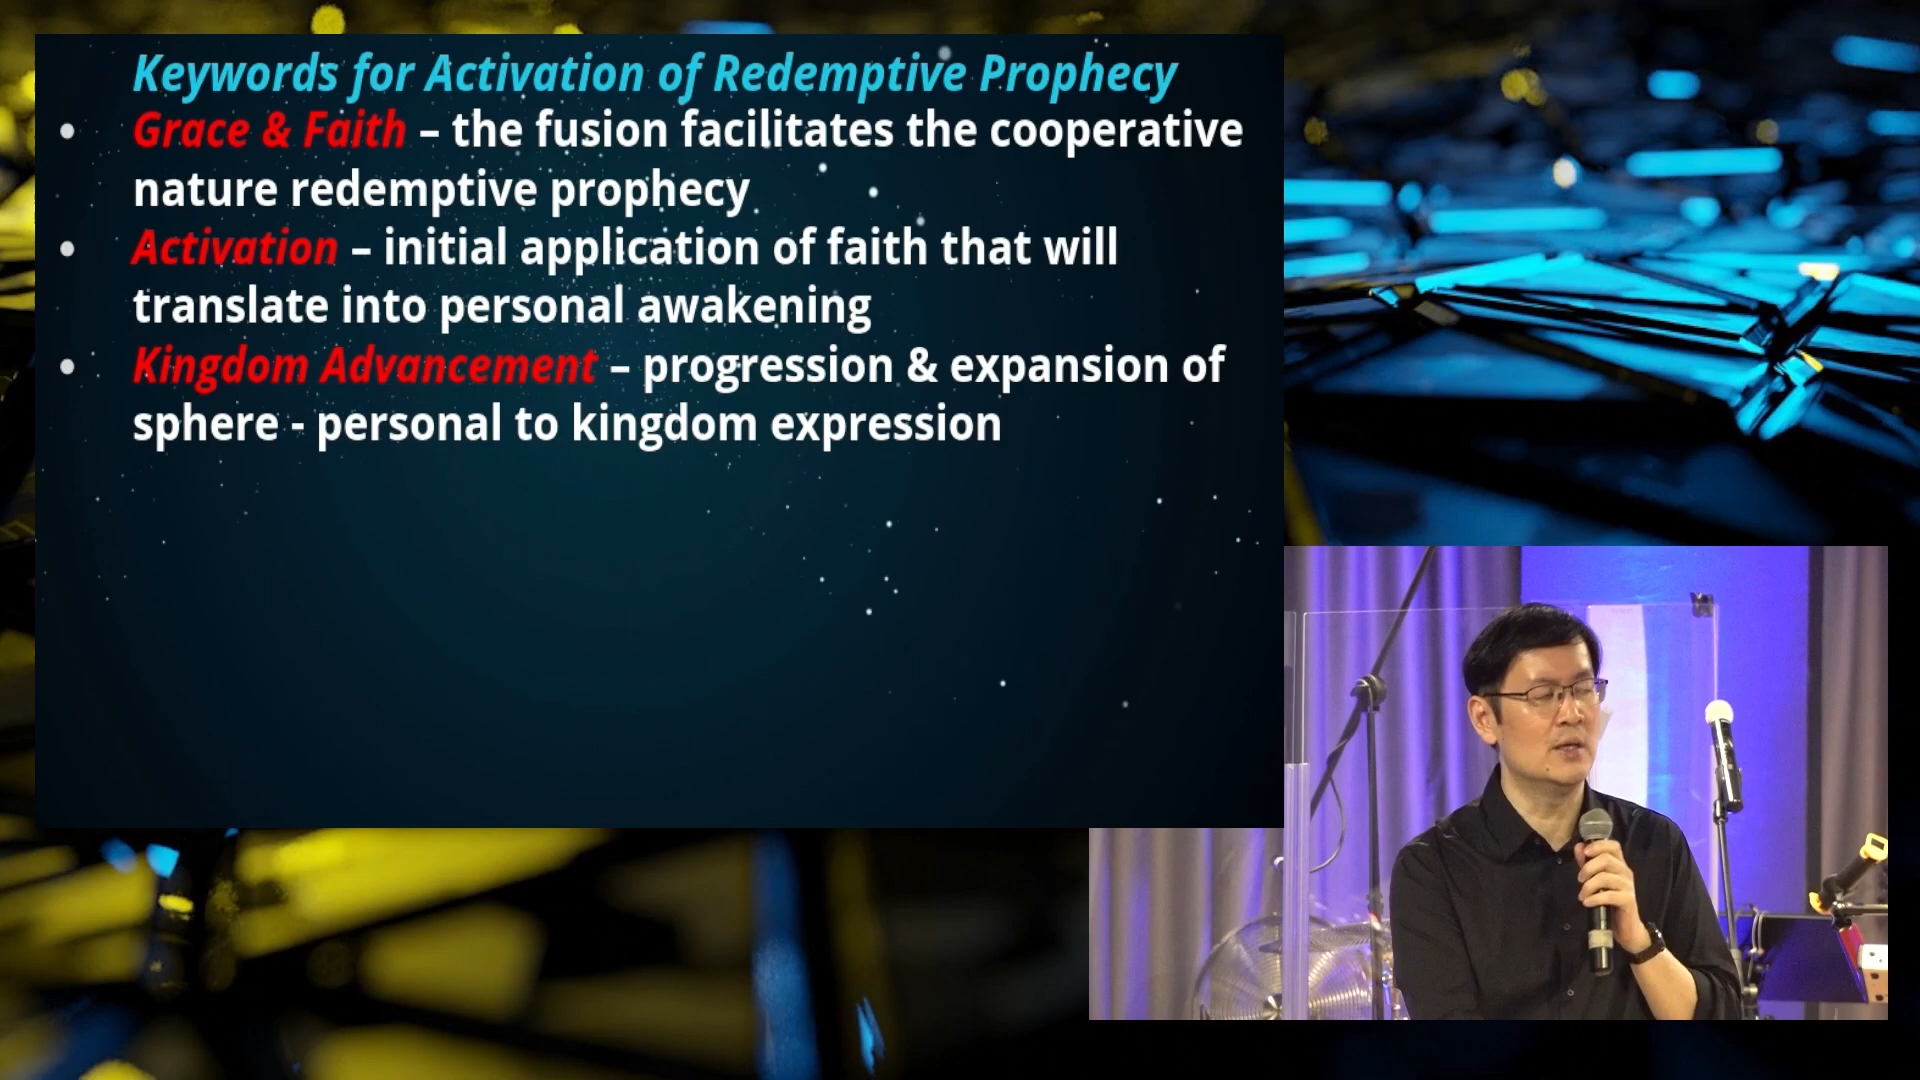 Keywords for Activation of Redemptive Prophecy
• Grace & Faith – the fusion facilitates the cooperative
nature redemptive prophecy
• Activation – initial application of faith that will
translate into personal awakening
• Kingdom Advancement – progression & expansion of
sphere - personal to kingdom expression